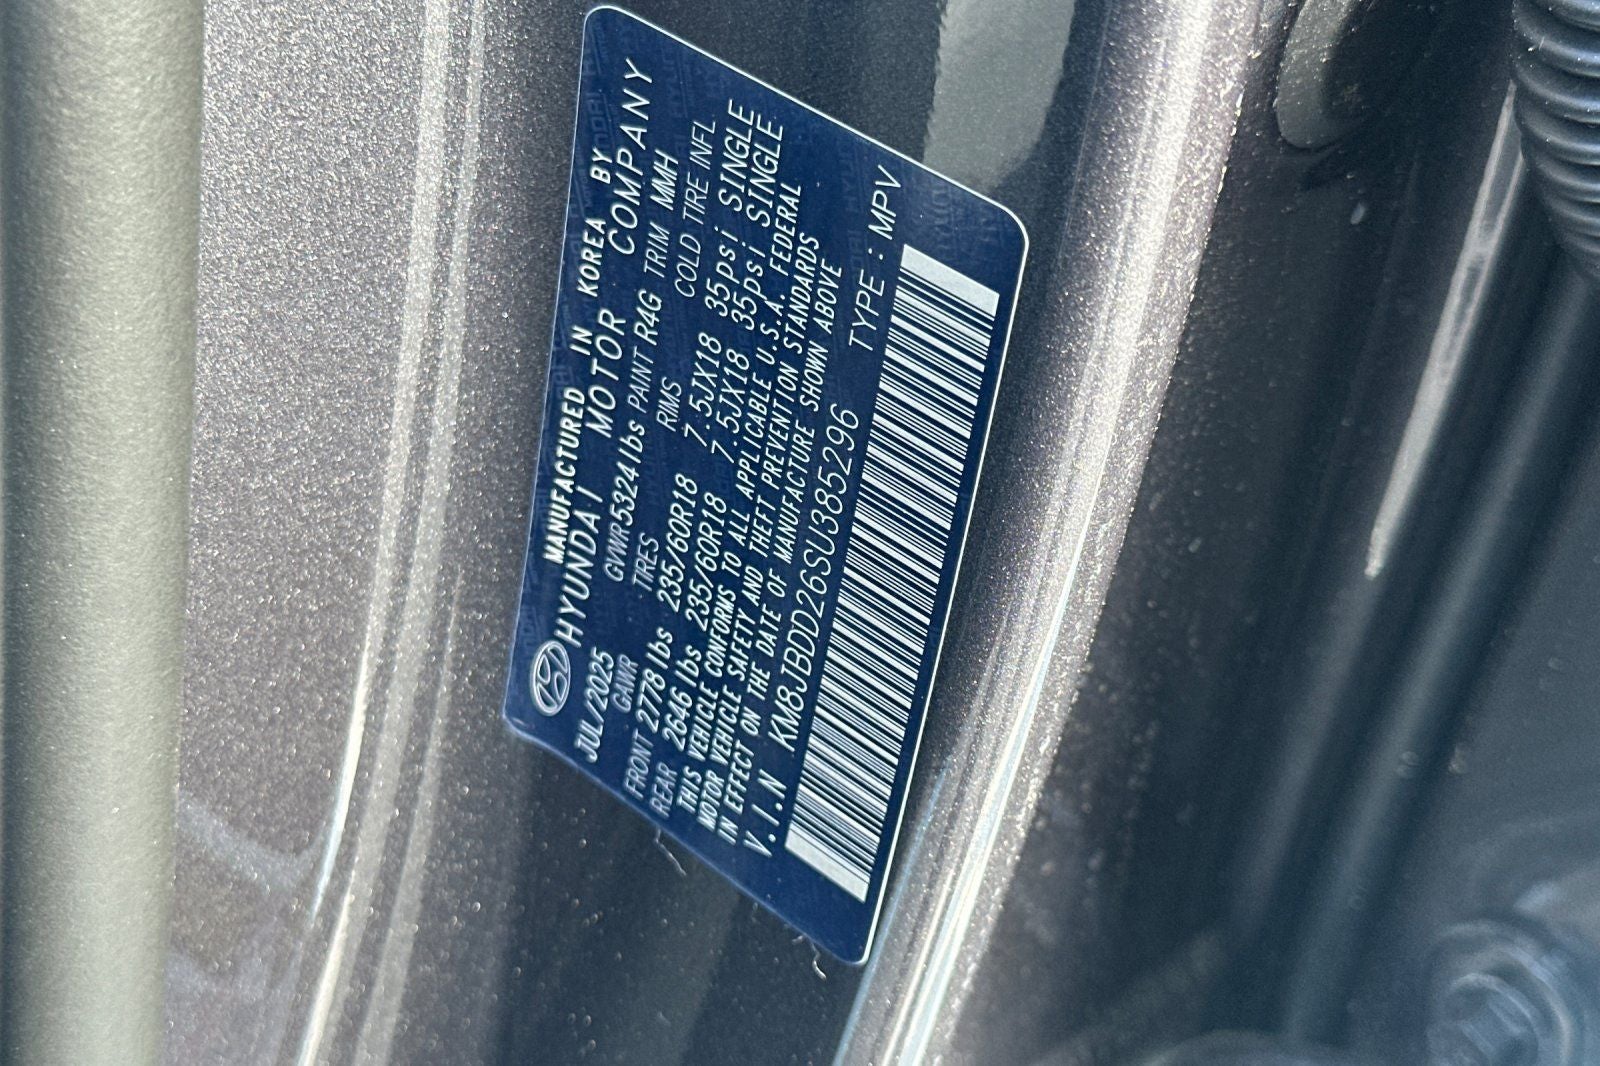 MANUFACTURED IN KOREA BY
HYUNDAI MOTOR COMPANY
JUL/2025 GVWR 5324lbs PAINT R4G TRIM MMH
GAWR TIRES RIMS COLD TIRE INFL
FRONT 2778 lbs 235/60R18 7.5JX18 35psi SINGLE
REAR 2646 lbs 235/60R18 7.5JX18 35psi SINGLE
THIS VEHICLE CONFORMS TO ALL APPLICABLE U.S.A. FEDERAL
MOTOR VEHICLE SAFETY AND THEFT PREVENTION STANDARDS
IN EFFECT ON THE DATE OF MANUFACTURE SHOWN ABOVE
V.I.N KM8JBDD26SU385296 TYPE : MPV